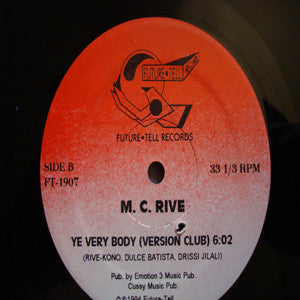 FUTURE★TELL
FUTURE★TELL RECORDS
SIDE B
33 1/3 RPM
FT-1907
M. C. RIVE
YE VERY BODY (VERSION CLUB) 6:02
(RIVE-KONO, DULCE BATISTA, DRISSI JILALI)
Pub. by Emotion 3 Music Pub.
Cussy Music Pub.
©℗1994 Future-Tell